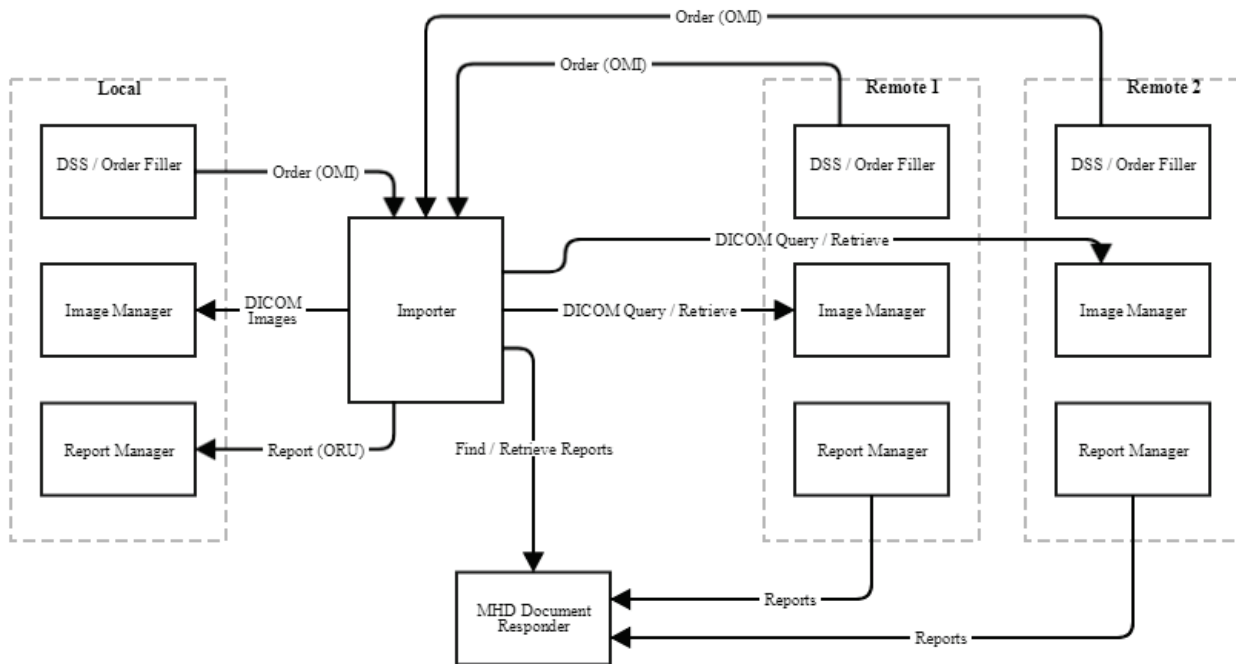 Order (OMI)
Order (OMI)
Local
Remote 1
Remote 2
DSS / Order Filler
Order (OMI)
DSS / Order Filler
DSS / Order Filler
DICOM Query / Retrieve
Image Manager
DICOM
Images
Importer
DICOM Query / Retrieve
Image Manager
Image Manager
Report Manager
Report (ORU)
Find / Retrieve Reports
Report Manager
Report Manager
MHD Document
Responder
Reports
Reports